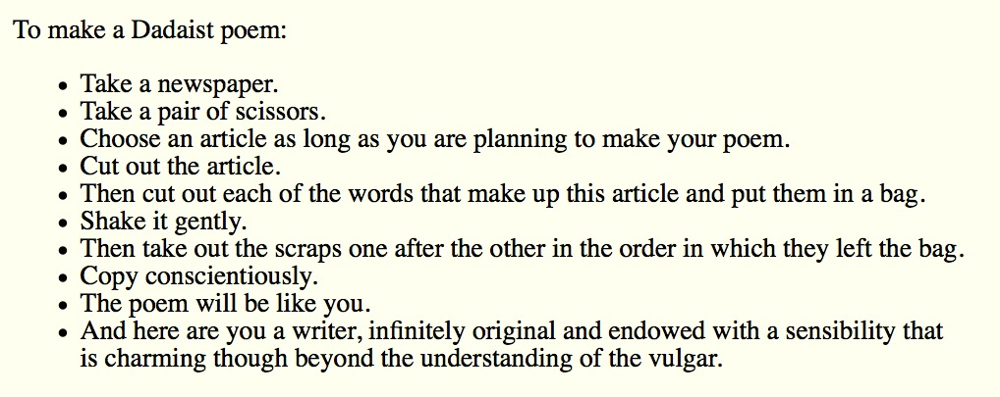 To make a Dadaist poem:
• Take a newspaper.
• Take a pair of scissors.
• Choose an article as long as you are planning to make your poem.
• Cut out the article.
• Then cut out each of the words that make up this article and put them in a bag.
• Shake it gently.
• Then take out the scraps one after the other in the order in which they left the bag.
• Copy conscientiously.
• The poem will be like you.
• And here are you a writer, infinitely original and endowed with a sensibility that
is charming though beyond the understanding of the vulgar.